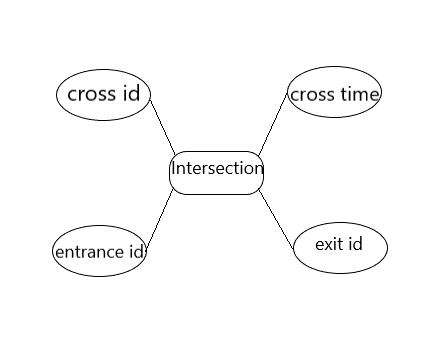 cross id
cross time
Intersection
entrance id
exit id